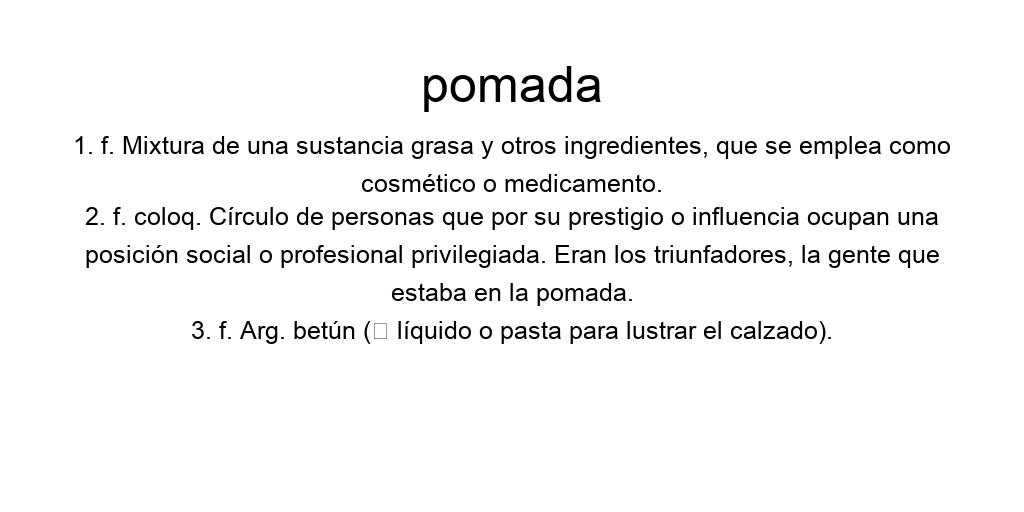 pomada
1. f. Mixtura de una sustancia grasa y otros ingredientes, que se emplea como
cosmético o medicamento.
2. f. coloq. Círculo de personas que por su prestigio o influencia ocupan una
posición social o profesional privilegiada. Eran los triunfadores, la gente que
estaba en la pomada.
3. f. Arg. betún (□ líquido o pasta para lustrar el calzado).